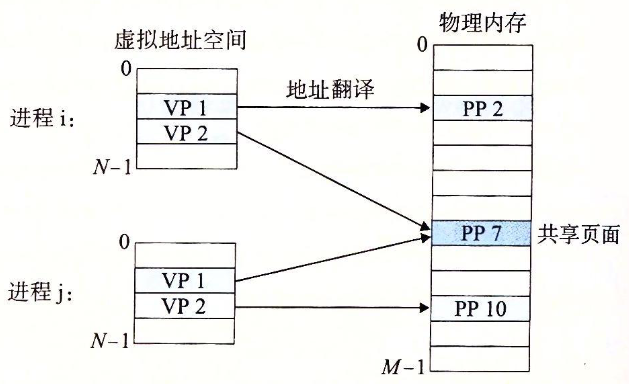 虚拟地址空间
物理内存
0
0
地址翻译
进程 i:
VP 1
PP 2
VP 2
N–1
PP 7
共享页面
0
进程 j:
VP 1
VP 2
PP 10
N–1
M–1